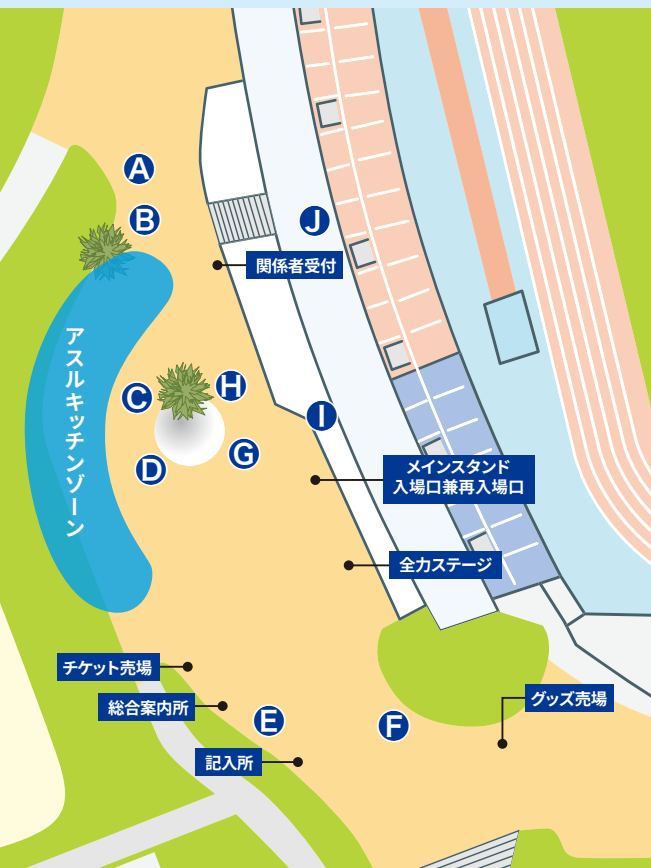 A
B
J
関係者受付
アスルキッチンゾーン
C
H
I
D
G
メインスタンド
入場口兼再入場口
全力ステージ
チケット売場
総合案内所
E
F
グッズ売場
記入所